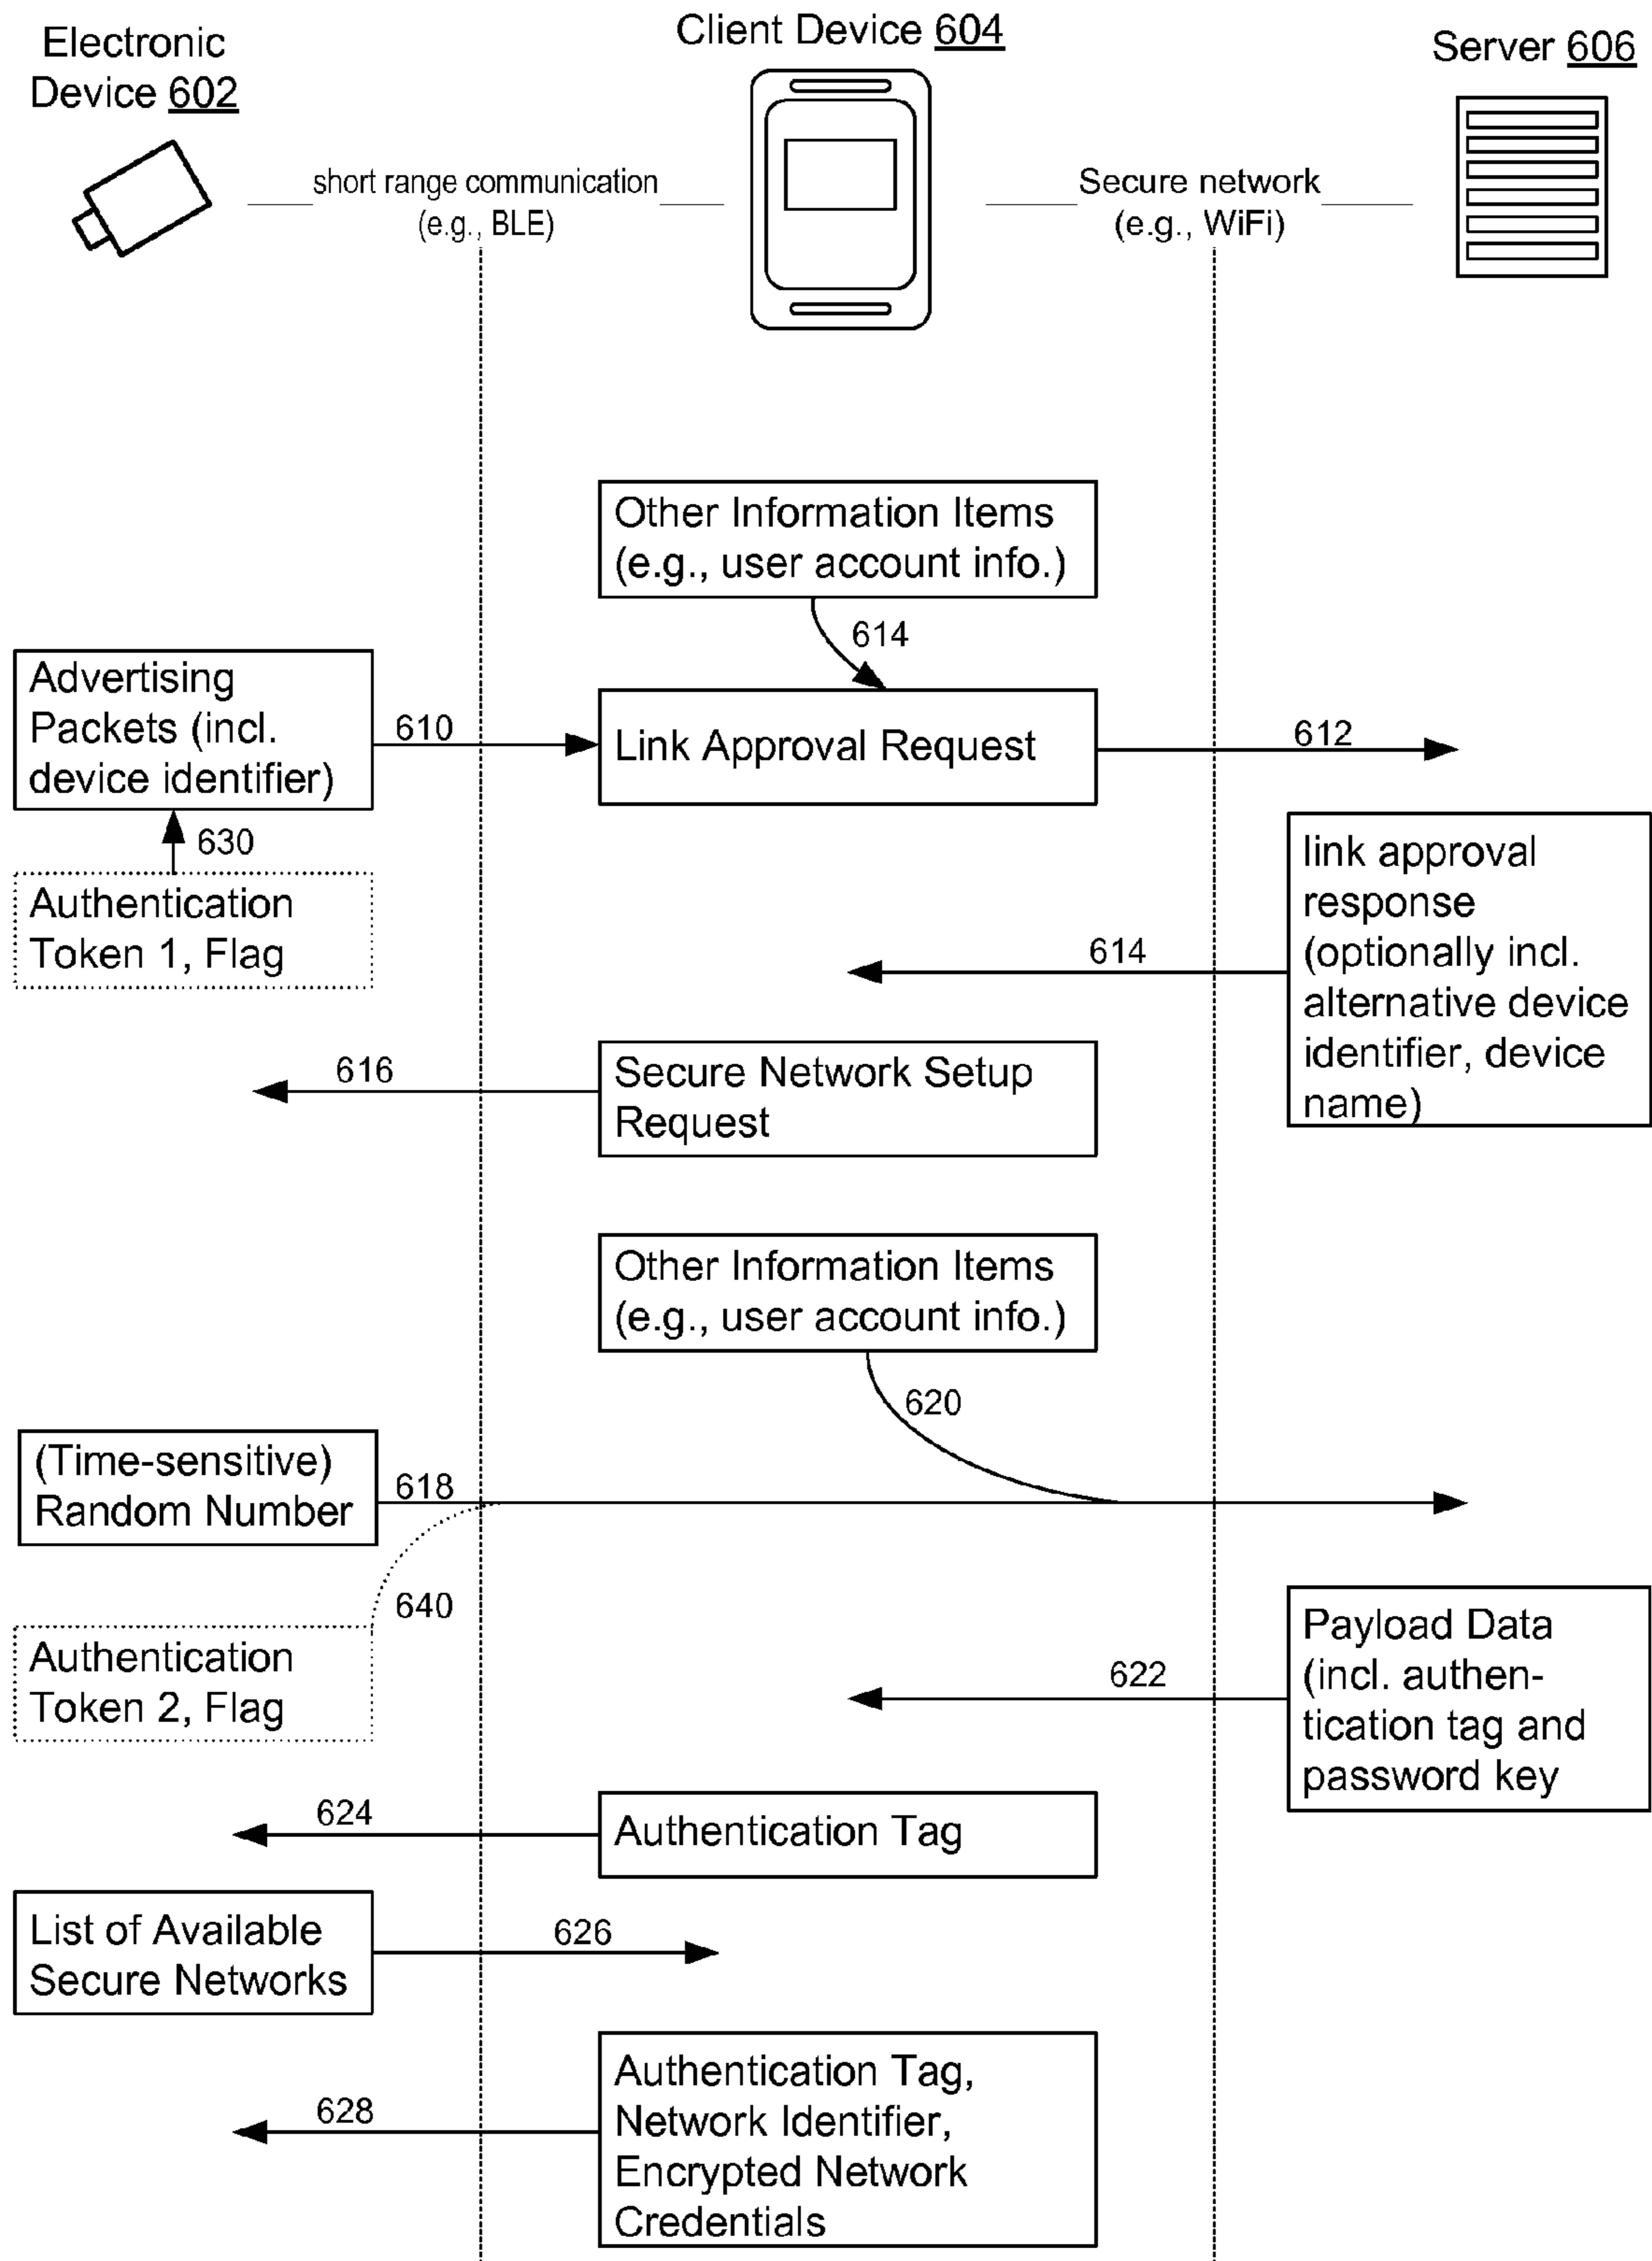 Electronic
Device 602
Client Device 604
Server 606
short range communication
(e.g., BLE)
Secure network
(e.g., WiFi)
Other Information Items
(e.g., user account info.)
614
Advertising
Packets (incl.
device identifier)
610
Link Approval Request
612
630
Authentication
Token 1, Flag
link approval
response
(optionally incl.
alternative device
identifier, device
name)
614
616
Secure Network Setup
Request
Other Information Items
(e.g., user account info.)
620
(Time-sensitive)
Random Number
618
640
Authentication
Token 2, Flag
Payload Data
(incl. authen-
tication tag and
password key
622
624
Authentication Tag
List of Available
Secure Networks
626
628
Authentication Tag,
Network Identifier,
Encrypted Network
Credentials